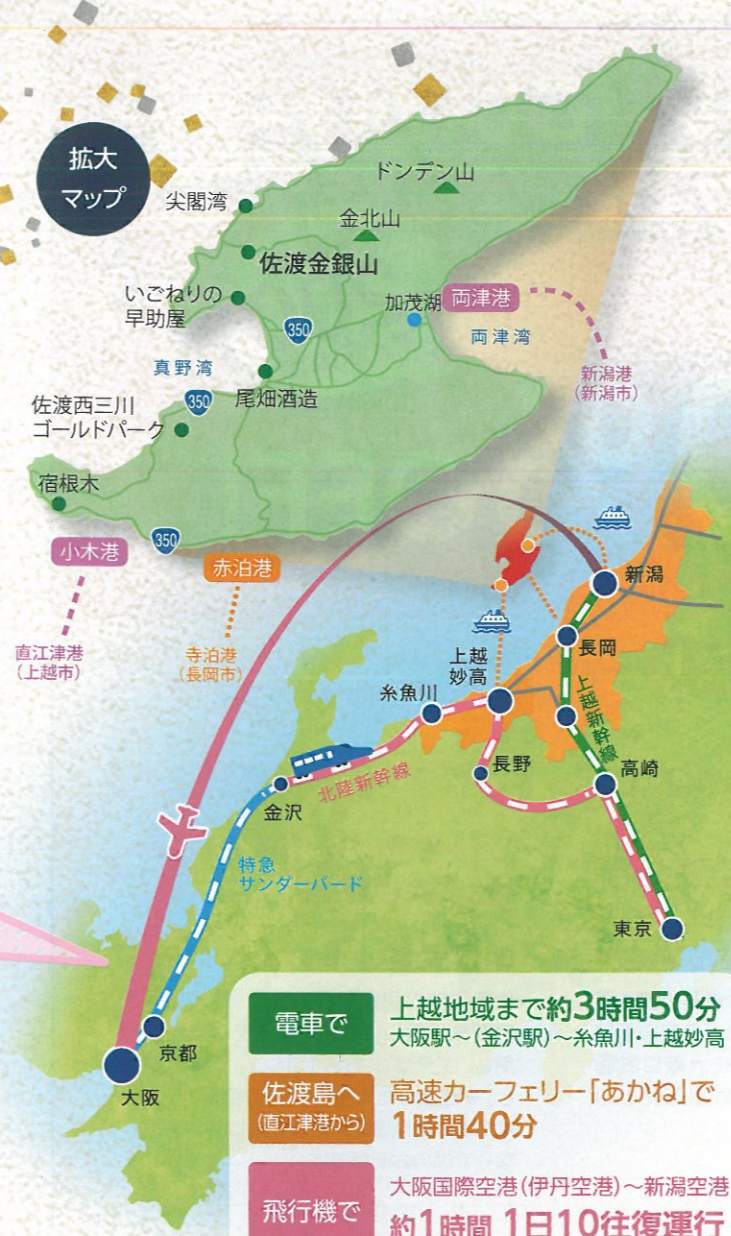 拡大
マップ
ドンデン山
尖閣湾
金北山
佐渡金銀山
いごねりの
早助屋
加茂湖
両津港
350
両津湾
真野湾
新潟港
(新潟市)
350
尾畑酒造
佐渡西三川
ゴールドパーク
宿根木
350
小木港
赤泊港
新潟
直江津港
(上越市)
寺泊港
(長岡市)
長岡
上越
妙高
糸魚川
上越新幹線
長野
高崎
北陸新幹線
金沢
特急
サンダーバード
東京
京都
大阪
電車で
上越地域まで約3時間50分
大阪駅～(金沢駅)～糸魚川・上越妙高
佐渡島へ
(直江津港から)
高速カーフェリー「あかね」で
1時間40分
飛行機で
大阪国際空港(伊丹空港)～新潟空港
約1時間 1日10往復運行